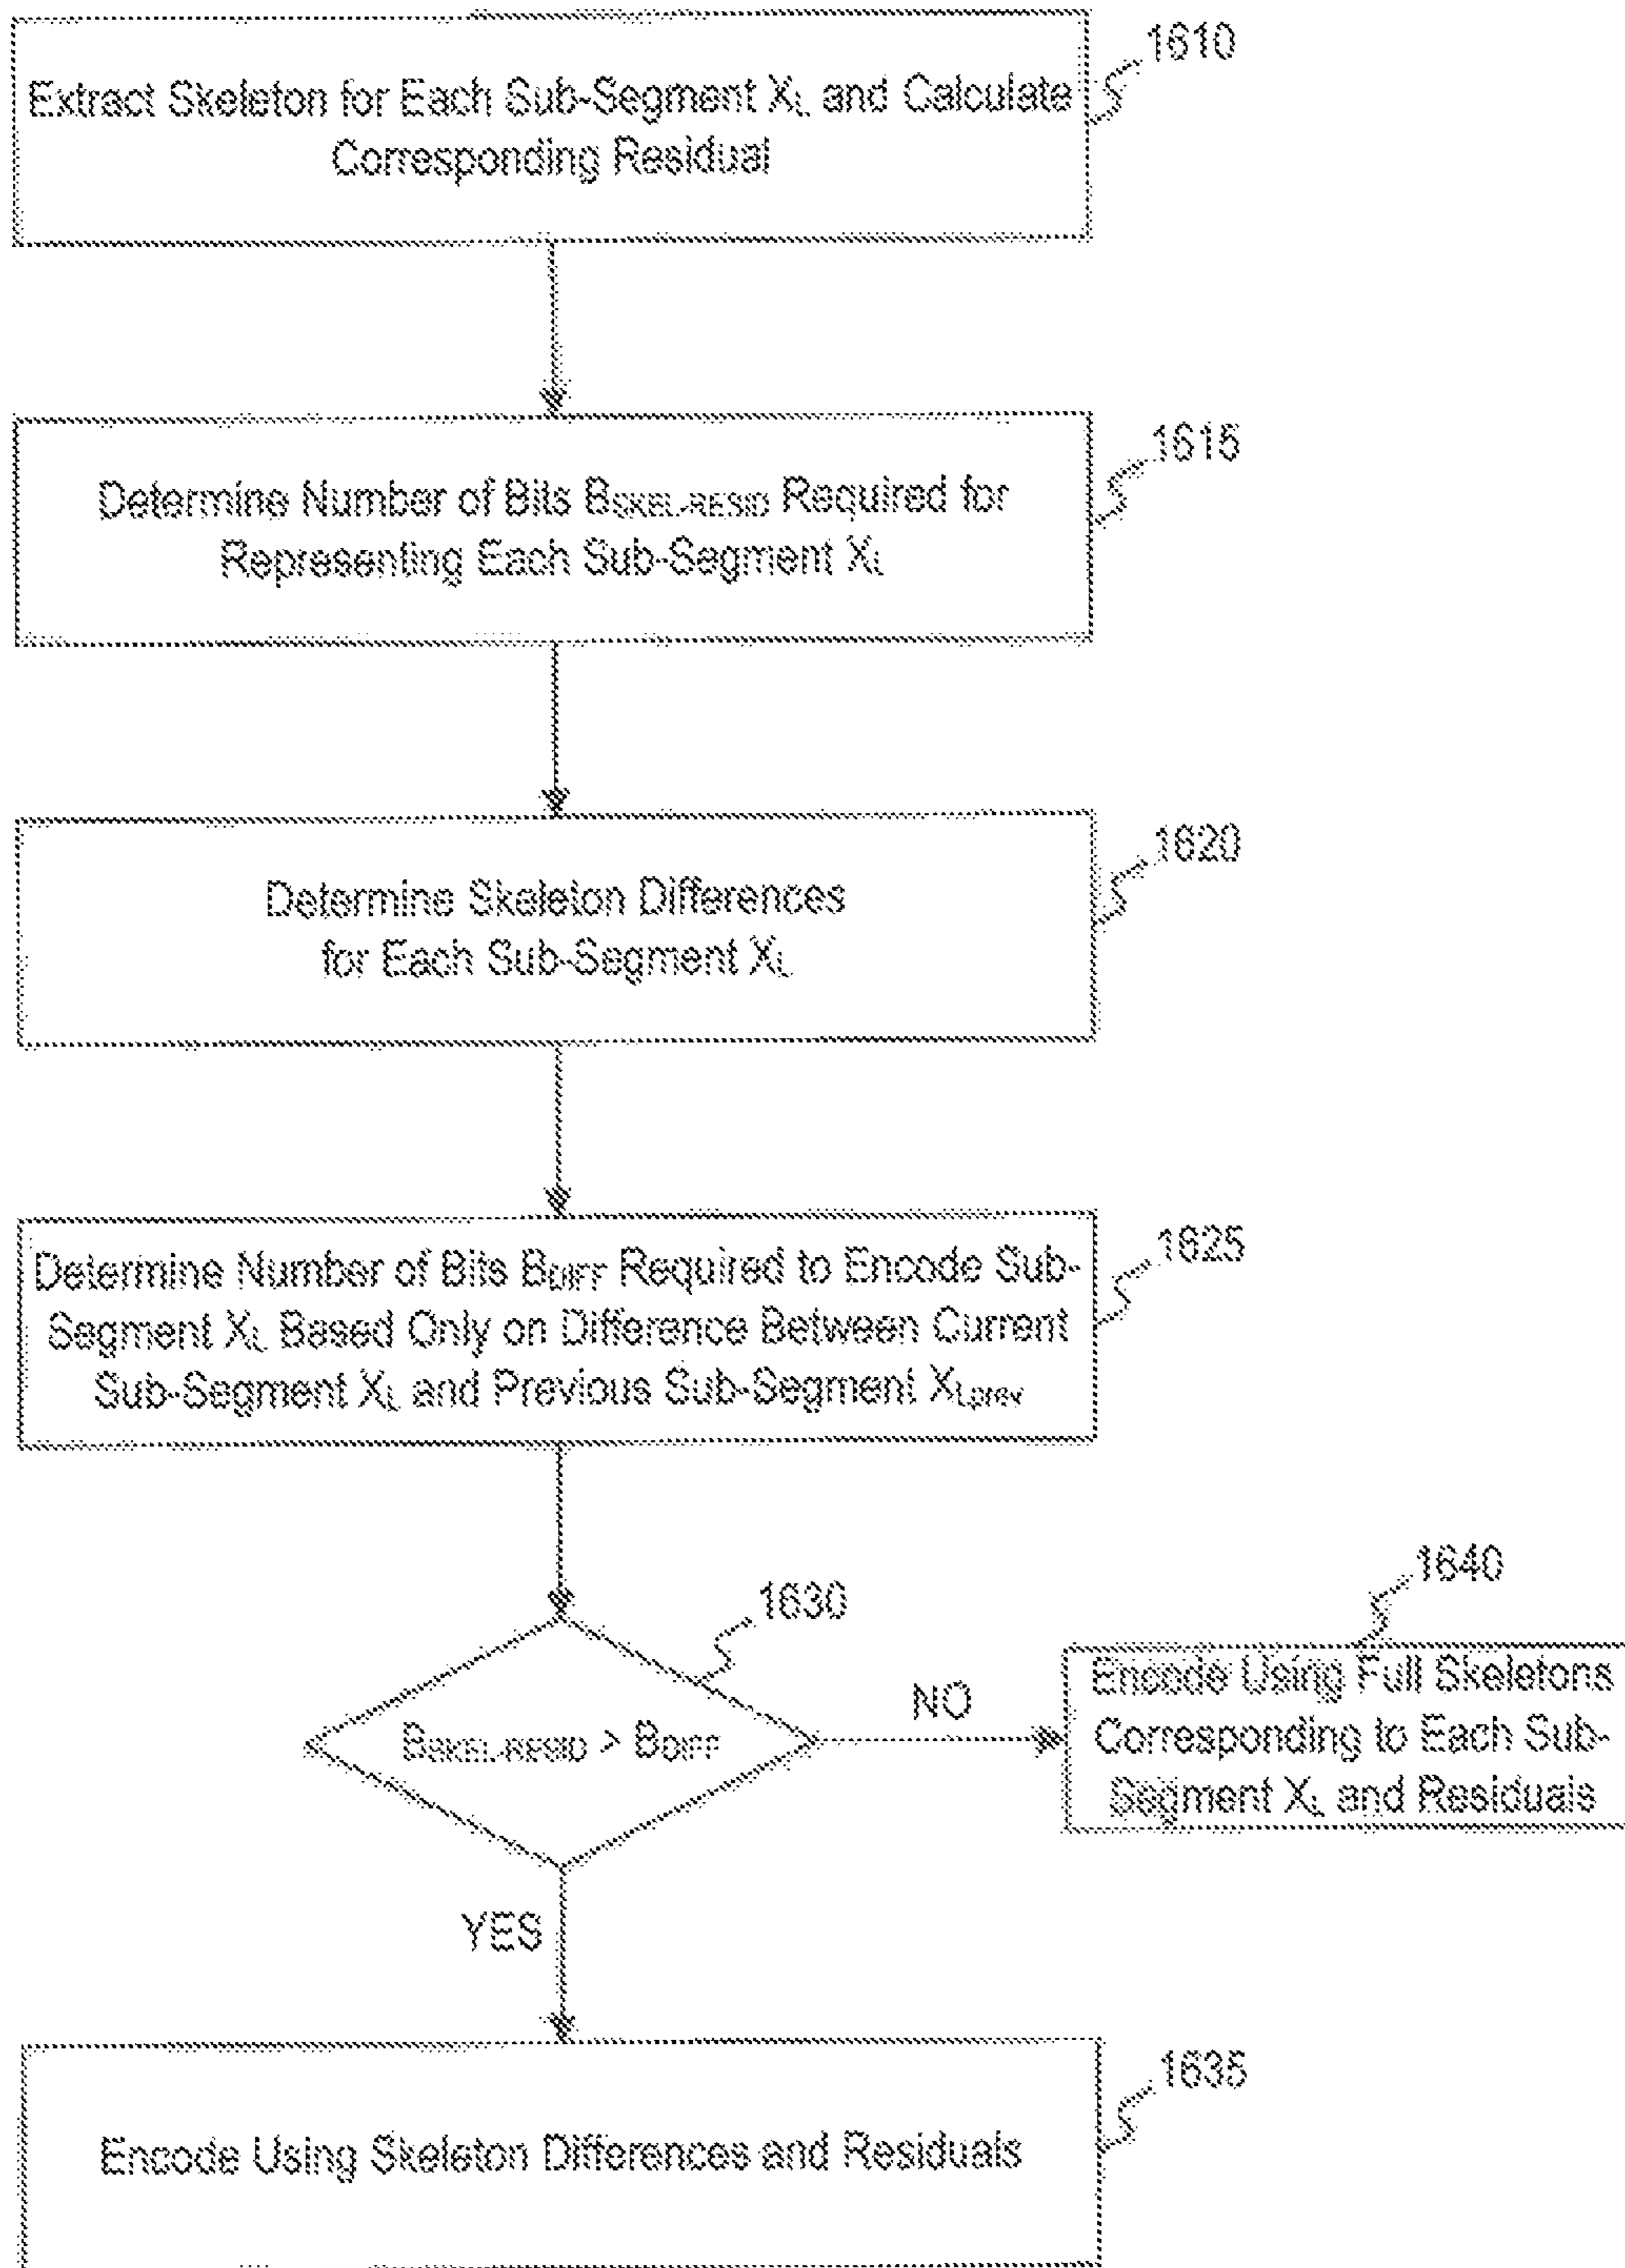 1610
Extract Skeleton for Each Sub-Segment XL and Calculate
Corresponding Residual
1615
Determine Number of Bits BSKEL-RESID Required for
Representing Each Sub-Segment XL
1620
Determine Skeleton Differences
for Each Sub-Segment XL
1625
Determine Number of Bits BDIFF Required to Encode Sub-
Segment XL Based Only on Difference Between Current
Sub-Segment XL and Previous Sub-Segment XLprev
1630
BSKEL-RESID > BDIFF
NO
1640
Encode Using Full Skeletons
Corresponding to Each Sub-
Segment XL and Residuals
YES
1635
Encode Using Skeleton Differences and Residuals